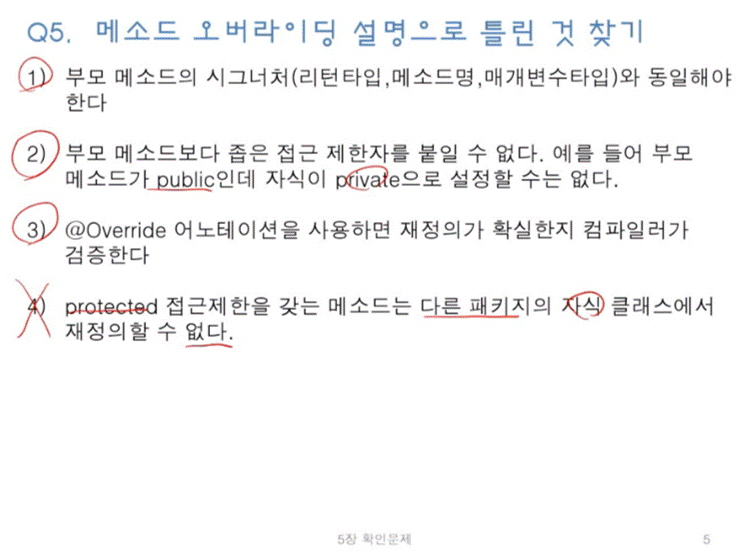 Q5. 메소드 오버라이딩 설명으로 틀린 것 찾기
1) 부모 메소드의 시그너처(리턴타입,메소드명,매개변수타입)와 동일해야
한다
2) 부모 메소드보다 좁은 접근 제한자를 붙일 수 없다. 예를 들어 부모
메소드가 public인데 자식이 private으로 설정할 수는 없다.
3) @Override 어노테이션을 사용하면 재정의가 확실한지 컴파일러가
검증한다
4) protected 접근제한을 갖는 메소드는 다른 패키지의 자식 클래스에서
재정의할 수 없다.
5장 확인문제
5